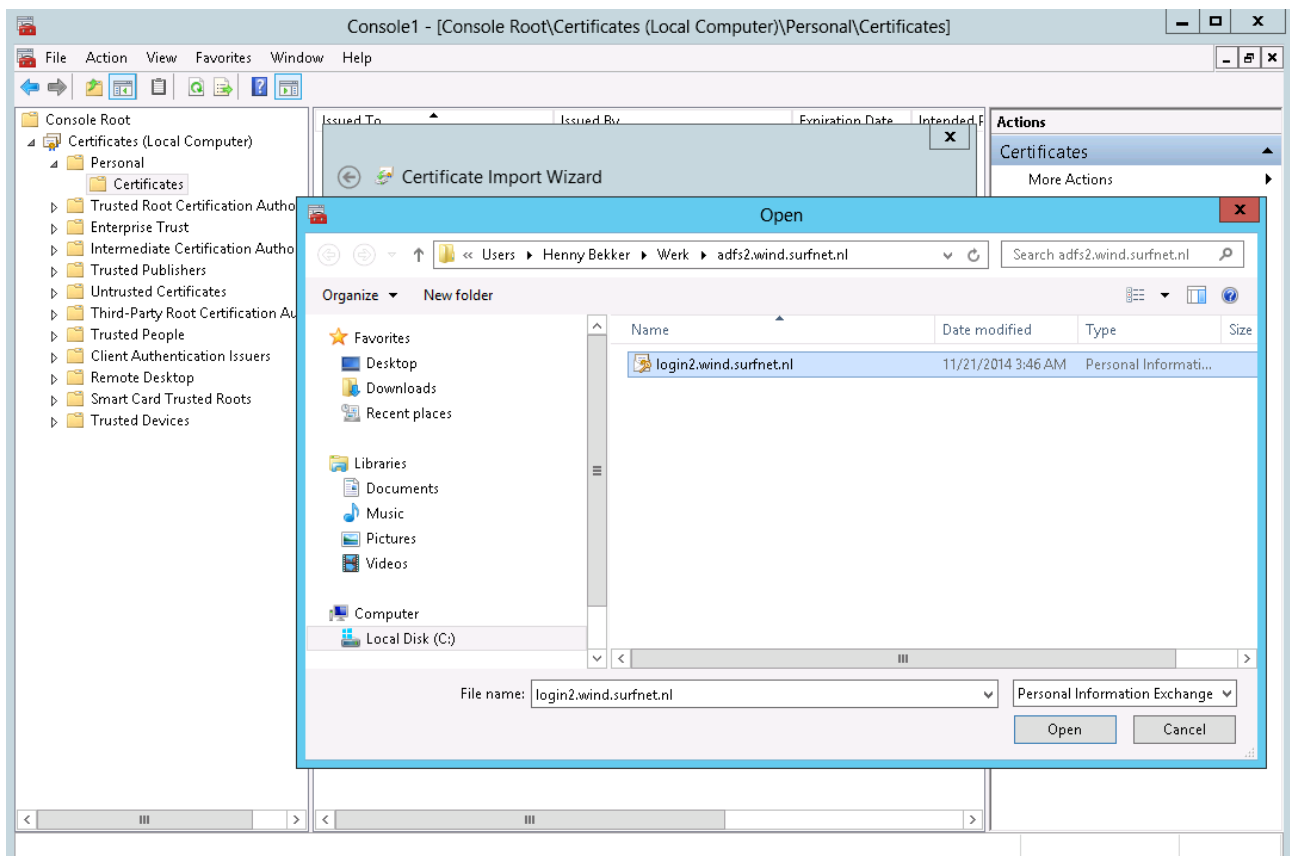 Console1 - [Console Root\Certificates (Local Computer)\Personal\Certificates]
File Action View Favorites Window Help
Console Root
Certificates (Local Computer)
Personal
Certificates
Trusted Root Certification Autho
Enterprise Trust
Intermediate Certification Autho
Trusted Publishers
Untrusted Certificates
Third-Party Root Certification Au
Trusted People
Client Authentication Issuers
Remote Desktop
Smart Card Trusted Roots
Trusted Devices
Issued To Issued By Expiration Date Intended P
Actions
Certificates
More Actions
Certificate Import Wizard
Open
« Users Henny Bekker Werk adfs2.wind.surfnet.nl
Search adfs2.wind.surfnet.nl
Organize New folder
Favorites
Desktop
Downloads
Recent places
Libraries
Documents
Music
Pictures
Videos
Computer
Local Disk (C:)
Name Date modified Type Size
login2.wind.surfnet.nl 11/21/2014 3:46 AM Personal Informati...
File name: login2.wind.surfnet.nl
Personal Information Exchange
Open Cancel